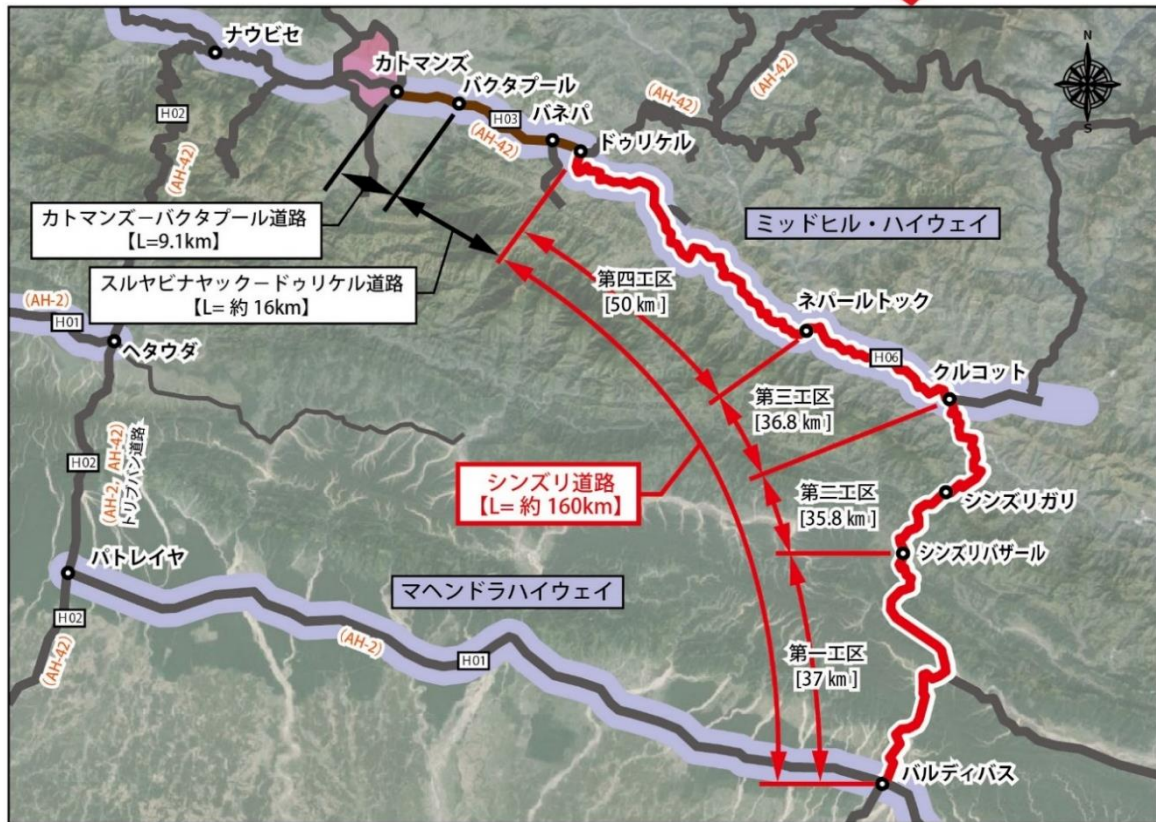 ナウビセ
N
カトマンズ
バクタプール
バネパ
H03
(AH-42)
ドゥリケル
(AH-42)
(AH-42)
S
H02
(AH-42)
カトマンズ－バクタプール道路
【L=9.1km】
スルヤビナヤック－ドゥリケル道路
【L= 約 16km】
ミッドヒル・ハイウェイ
第四工区
[50 km]
(AH-2)
H01
ヘタウダ
ネパールトック
H06
クルコット
第三工区
[36.8 km]
H02
(AH-2, AH-42)
トリブバン道路
シンズリ道路
【L= 約 160km】
第二工区
[35.8 km]
シンズリガリ
シンズリバザール
パトレイヤ
マヘンドラハイウェイ
H02
(AH-42)
(AH-2)
H01
第一工区
[37 km]
バルディバス